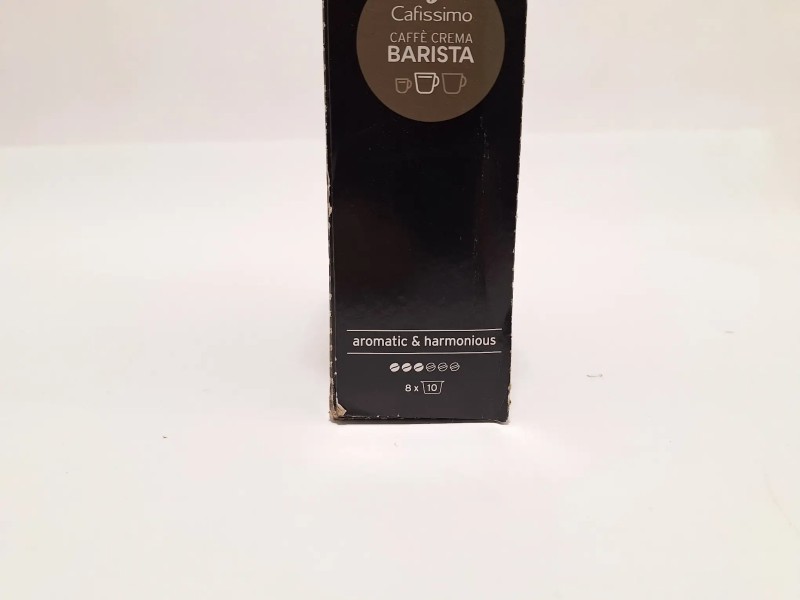 Cafissimo
CAFFÈ CREMA
BARISTA
aromatic & harmonious
8 x 10